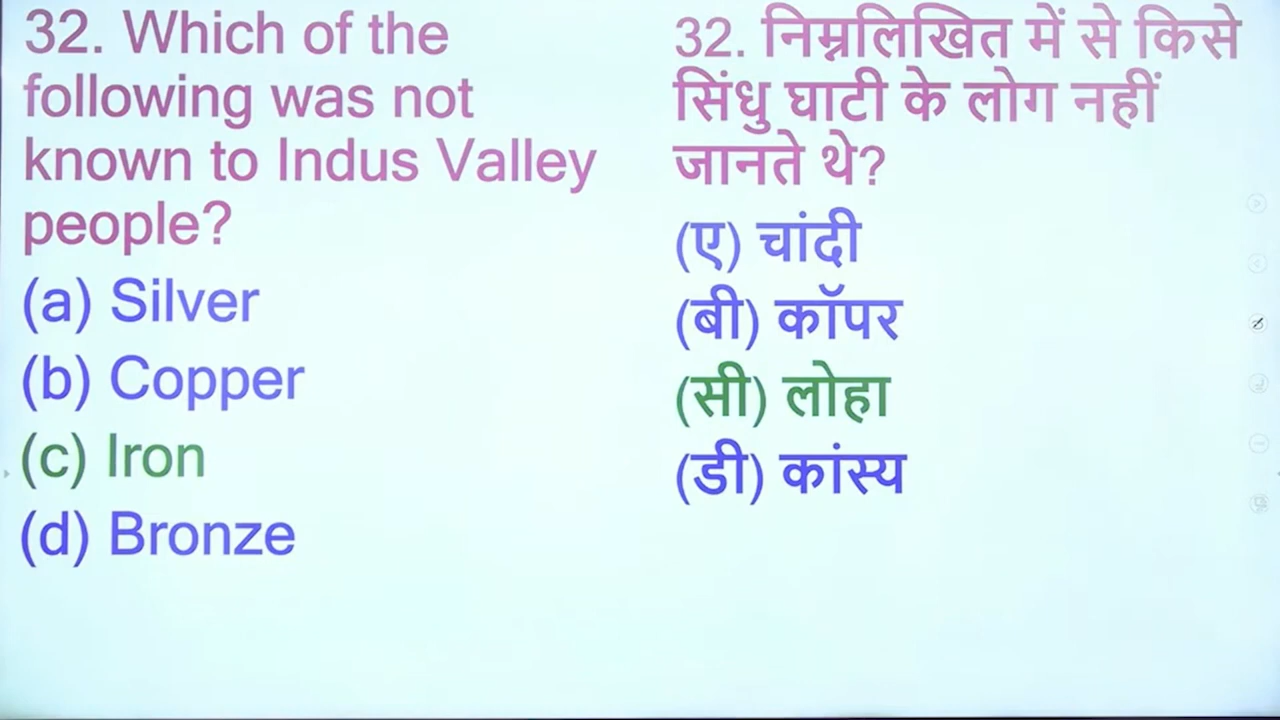 32. Which of the
following was not
known to Indus Valley
people?
(a) Silver
(b) Copper
(c) Iron
(d) Bronze
32. निम्नलिखित में से किसे
सिंधु घाटी के लोग नहीं
जानते थे?
(ए) चांदी
(बी) कॉपर
(सी) लोहा
(डी) कांस्य